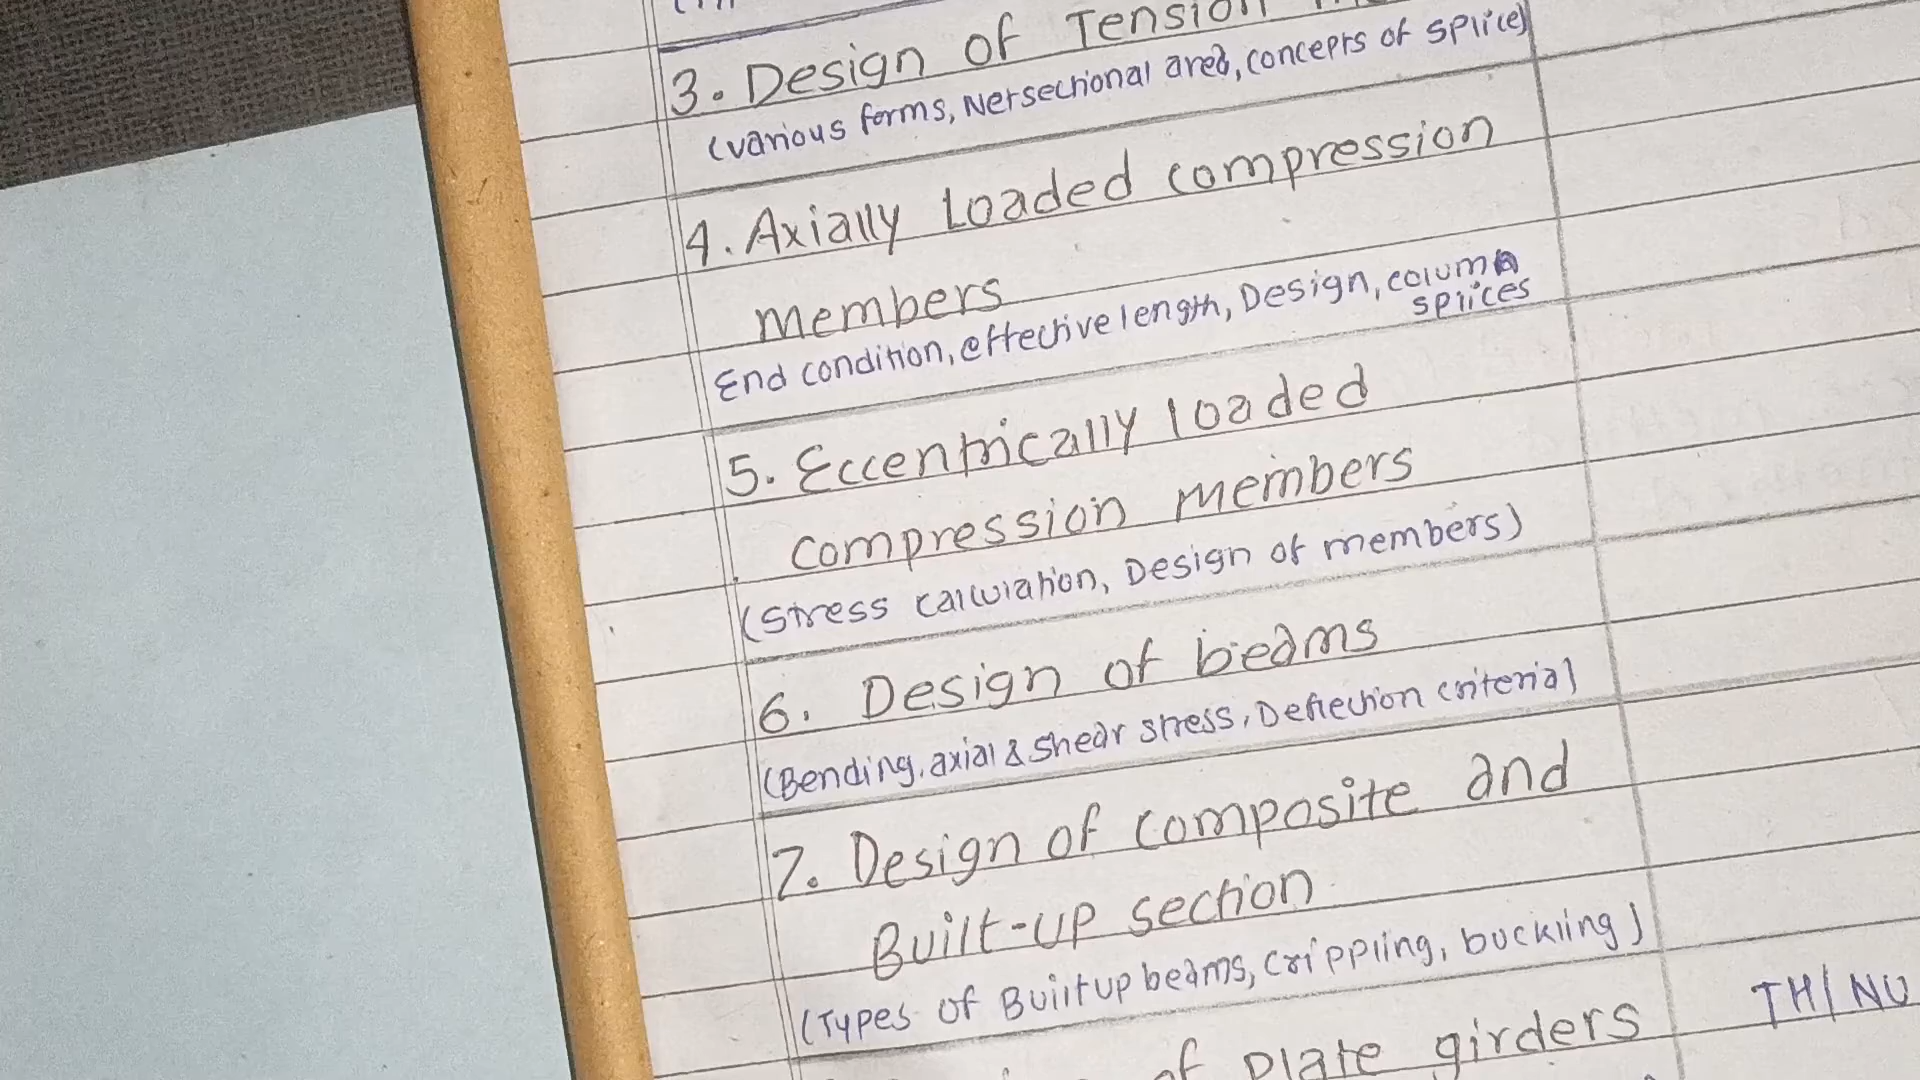 3. Design of Tension
(various forms, Netsectional area, concepts of splice)
4. Axially Loaded compression
members
End condition, effective length, Design, column
splices
5. Eccentrically loaded
compression members
(stress calculation, Design of members)
6. Design of beams
(Bending, axial & shear stress, Deflection criteria)
7. Design of composite and
Built-up section
(Types of Builtup beams, crippling, buckling)
of plate girders
TH/NU